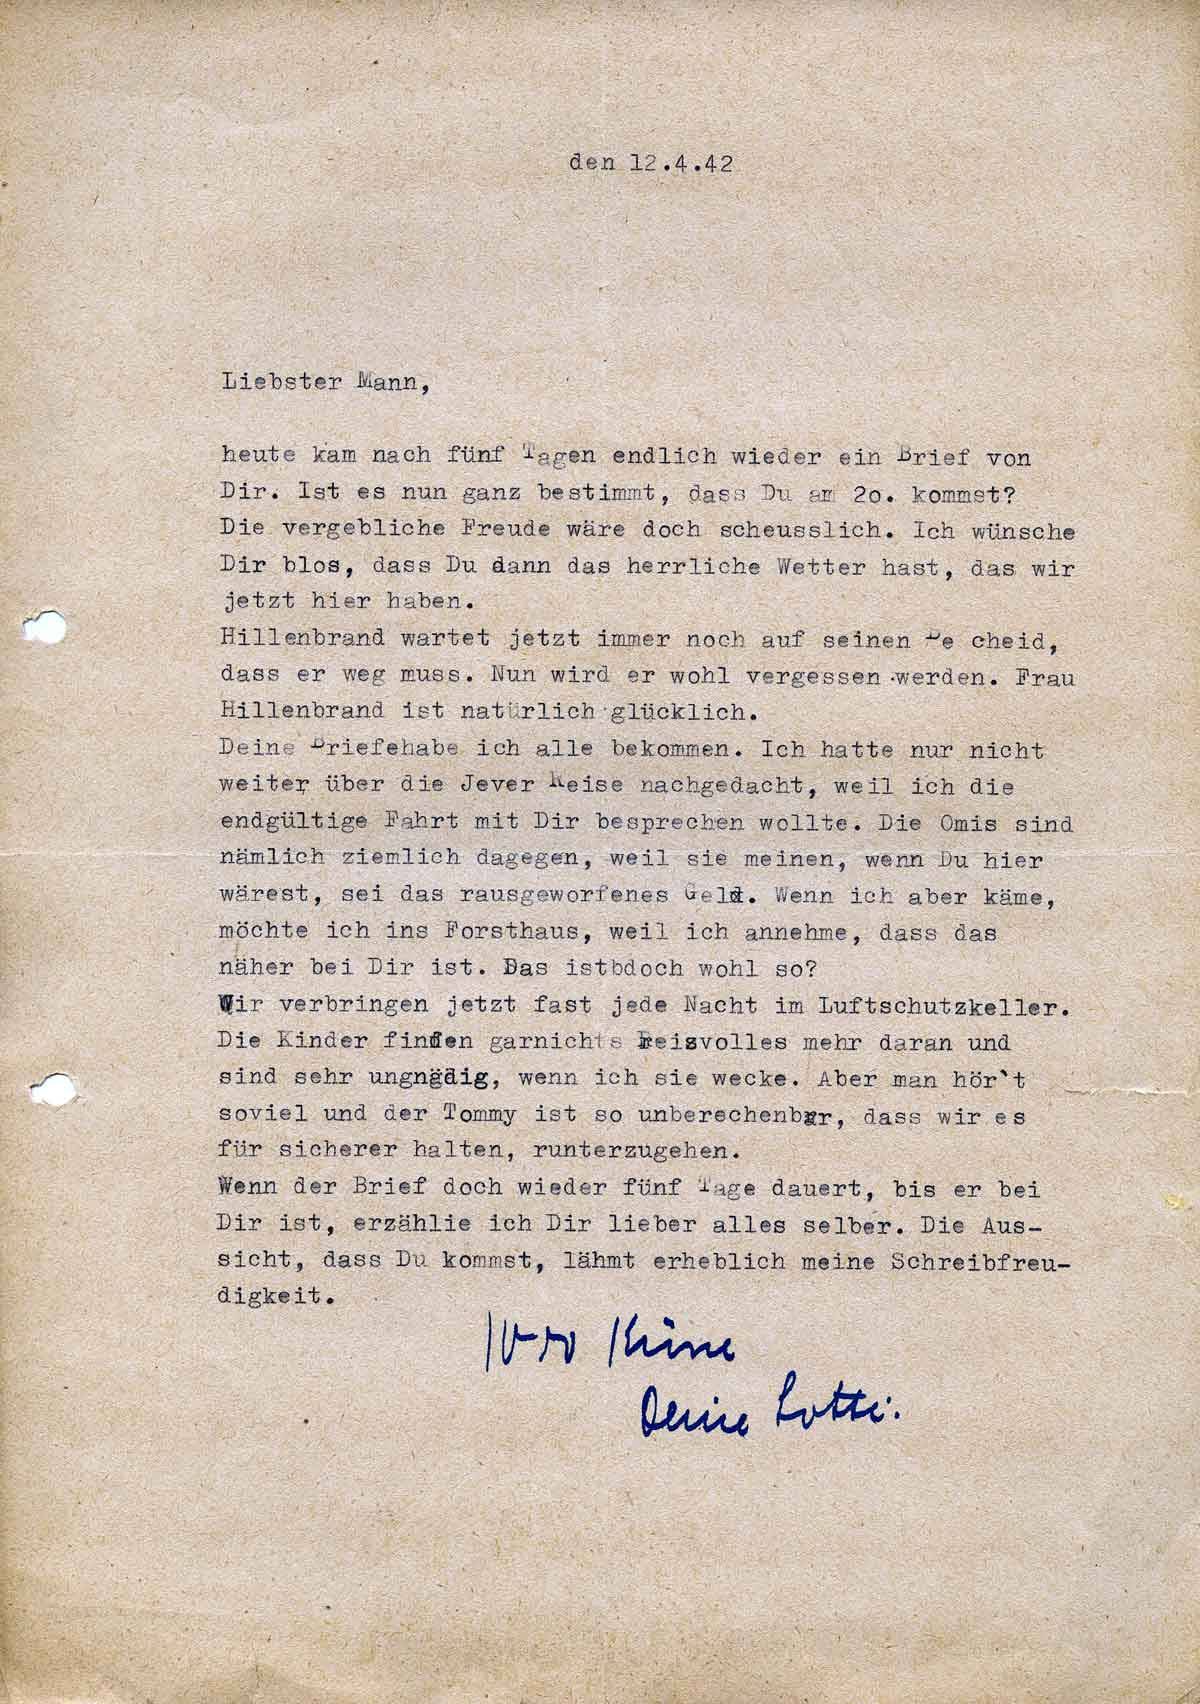 den 12.4.42
Liebster Mann,
heute kam nach fünf Tagen endlich wieder ein Brief von
Dir. Ist es nun ganz bestimmt, dass Du am 2o. kommst?
Die vergebliche Freude wäre doch scheusslich. Ich wünsche
Dir blos, dass Du dann das herrliche Wetter hast, das wir
jetzt hier haben.
Hillenbrand wartet jetzt immer noch auf seinen Be cheid,
dass er weg muss. Nun wird er wohl vergessen werden. Frau
Hillenbrand ist natürlich glücklich.
Deine Briefehabe ich alle bekommen. Ich hatte nur nicht
weiter über die Jever Reise nachgedacht, weil ich die
endgültige Fahrt mit Dir besprechen wollte. Die Omis sind
nämlich ziemlich dagegen, weil sie meinen, wenn Du hier
wärest, sei das rausgeworfenes Geld. Wenn ich aber käme,
möchte ich ins Forsthaus, weil ich annehme, dass das
näher bei Dir ist. Das istbdoch wohl so?
Wir verbringen jetzt fast jede Nacht im Luftschutzkeller.
Die Kinder finden garnichts Reizvolles mehr daran und
sind sehr ungnädig, wenn ich sie wecke. Aber man hör`t
soviel und der Tommy ist so unberechenbar, dass wir es
für sicherer halten, runterzugehen.
Wenn der Brief doch wieder fünf Tage dauert, bis er bei
Dir ist, erzählie ich Dir lieber alles selber. Die Aus-
sicht, dass Du kommst, lähmt erheblich meine Schreibfreu-
digkeit.
Deine Lotte.